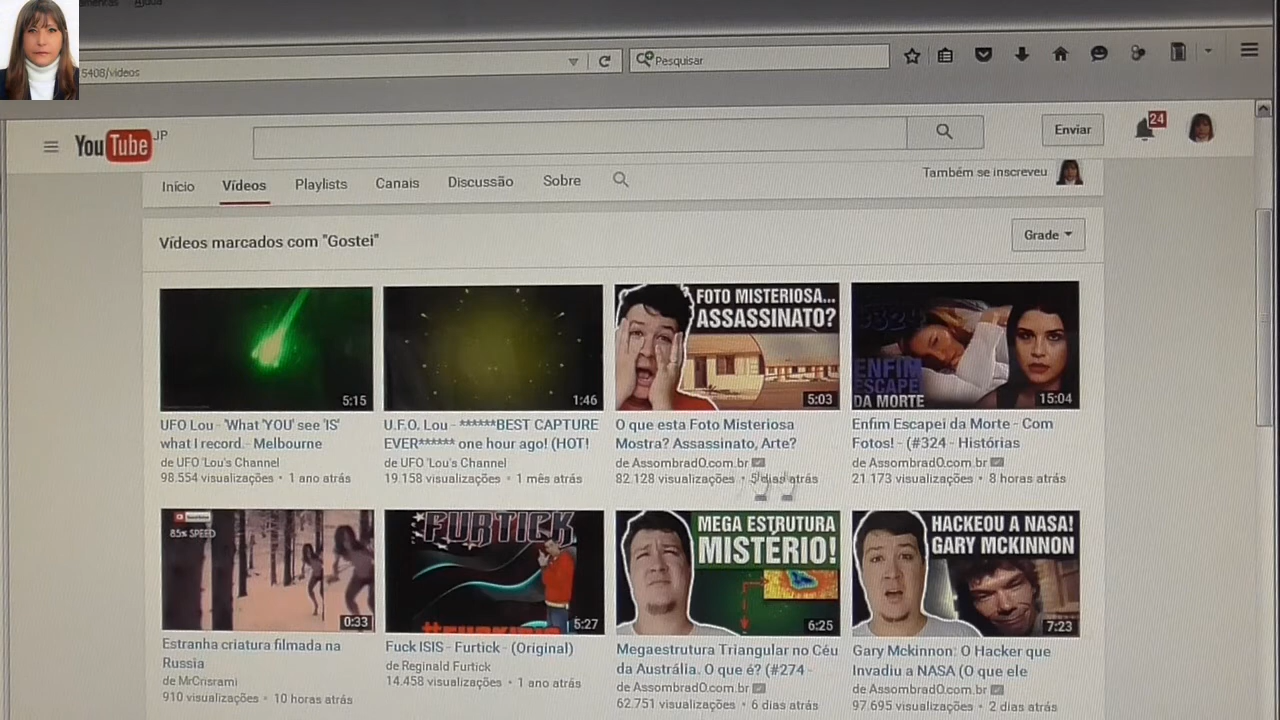 Ajuda
5408/videos
Pesquisar
YouTube JP
Enviar
24
Início Vídeos Playlists Canais Discussão Sobre
Também se inscreveu
Vídeos marcados com "Gostei"
Grade
5:15
1:46
FOTO MISTERIOSA...
ASSASSINATO?
5:03
#324
ENFIM
ESCAPE
DA MORTE
15:04
UFO Lou - 'What 'YOU' see 'IS'
what I record.- Melbourne
de UFO 'Lou's Channel
98.554 visualizações • 1 ano atrás
U.F.O. Lou - ******BEST CAPTURE
EVER****** one hour ago! (HOT!
de UFO 'Lou's Channel
19.158 visualizações • 1 mês atrás
O que esta Foto Misteriosa
Mostra? Assassinato, Arte?
de AssombradO.com.br
82.128 visualizações • 5 dias atrás
Enfim Escapei da Morte - Com
Fotos! - (#324 - Histórias
de AssombradO.com.br
21.173 visualizações • 8 horas atrás
85% SPEED
0:33
FURTICK
5:27
MEGA ESTRUTURA
MISTÉRIO!
6:25
HACKEOU A NASA!
GARY MCKINNON
7:23
Estranha criatura filmada na
Russia
de MrCrisrami
910 visualizações • 10 horas atrás
Fuck ISIS - Furtick - (Original)
de Reginald Furtick
14.458 visualizações • 1 ano atrás
Megaestrutura Triangular no Céu
da Austrália. O que é? (#274 -
de AssombradO.com.br
62.751 visualizações • 6 dias atrás
Gary Mckinnon: O Hacker que
Invadiu a NASA (O que ele
de AssombradO.com.br
97.695 visualizações • 2 dias atrás